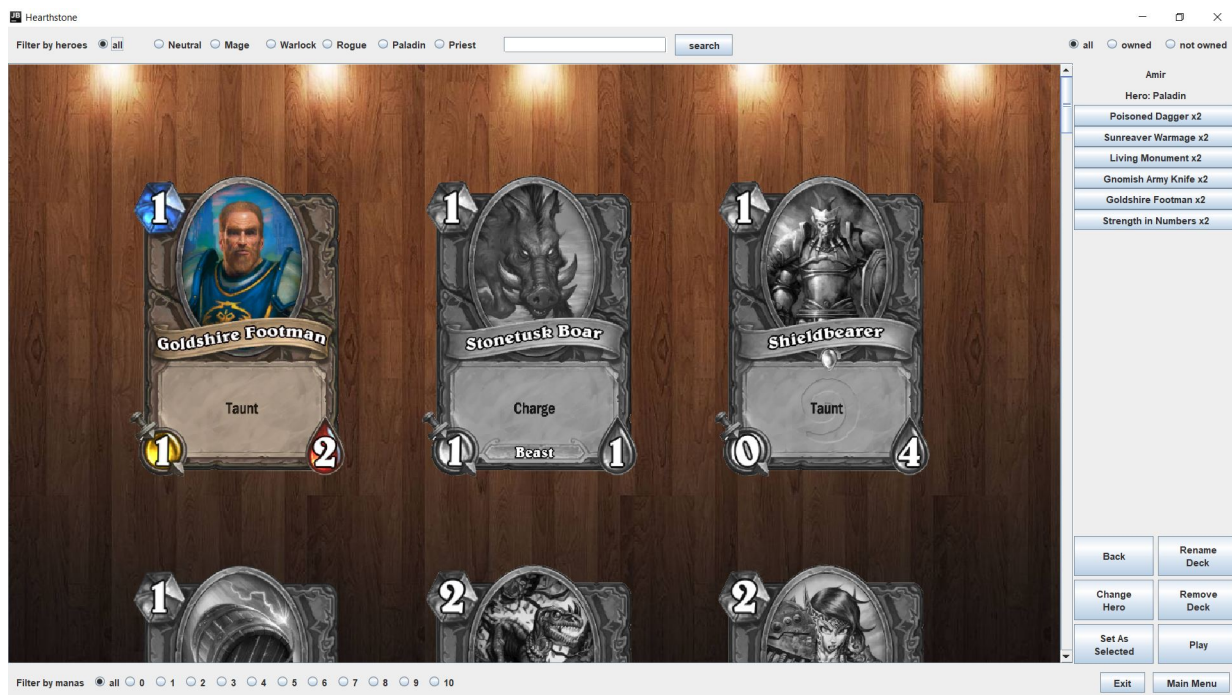 JB Hearthstone
Filter by heroes all Neutral Mage Warlock Rogue Paladin Priest search all owned not owned
Amir
Hero: Paladin
Poisoned Dagger x2
Sunreaver Warmage x2
Living Monument x2
Gnomish Army Knife x2
Goldshire Footman x2
Strength in Numbers x2
1 1 1
Goldshire Footman Stonetusk Boar Shieldbearer
Taunt Charge Taunt
1 2 1 Beast 1 0 4
1 2 2
Back Rename Deck
Change Hero Remove Deck
Set As Selected Play
Filter by manas all 0 1 2 3 4 5 6 7 8 9 10 Exit Main Menu